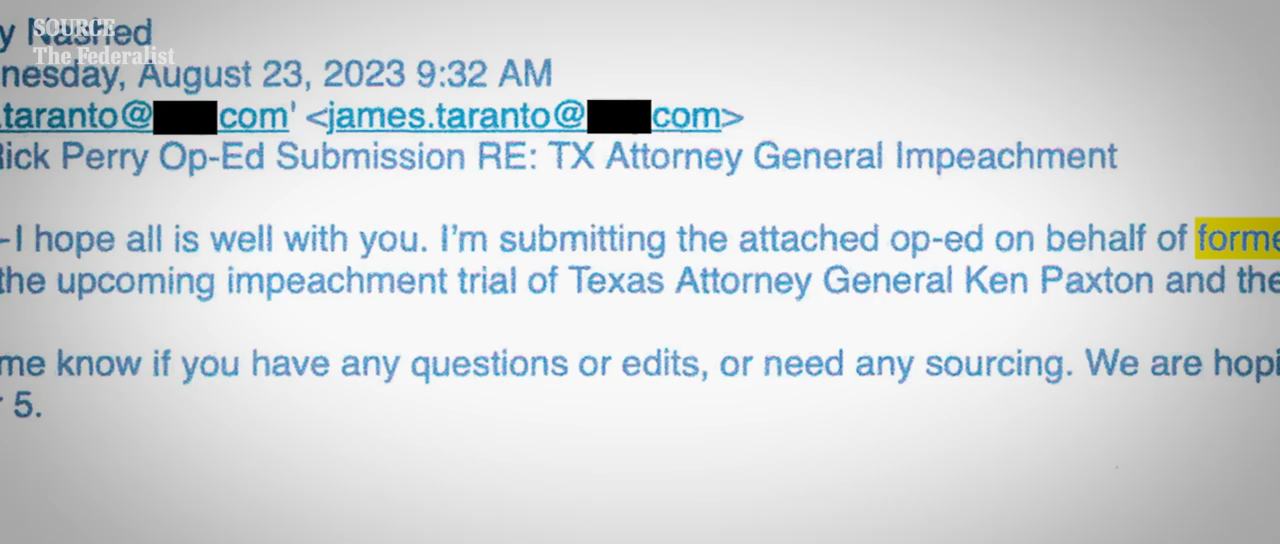 SOURCE
The Federalist
y Nashed
nesday, August 23, 2023 9:32 AM
.taranto@ com' <james.taranto@ com>
Rick Perry Op-Ed Submission RE: TX Attorney General Impeachment
-I hope all is well with you. I'm submitting the attached op-ed on behalf of forme
the upcoming impeachment trial of Texas Attorney General Ken Paxton and the
me know if you have any questions or edits, or need any sourcing. We are hopi
r 5.